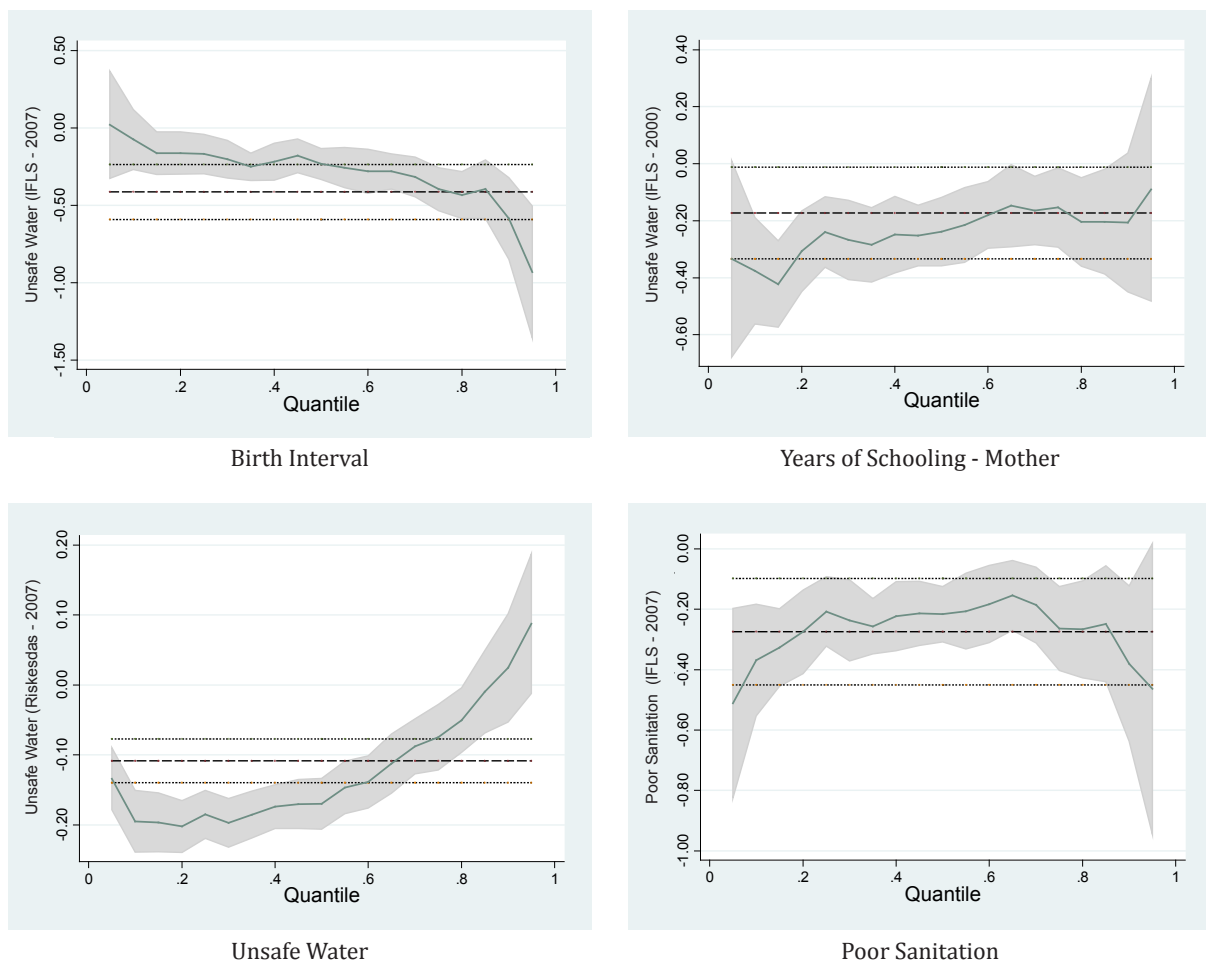 Unsafe Water (IFLS - 2007)
0.50
0.00
-0.50
-1.00
-1.50
0 .2 .4 .6 .8 1
Quantile
Birth Interval
Unsafe Water (IFLS - 2000)
0.40
0.20
0.00
-0.20
-0.40
-0.60
0 .2 .4 .6 .8 1
Quantile
Years of Schooling - Mother
Unsafe Water (Riskesdas - 2007)
0.20
0.10
0.00
-0.10
-0.20
0 .2 .4 .6 .8 1
Quantile
Unsafe Water
Poor Sanitation (IFLS - 2007)
0.00
-0.20
-0.40
-0.60
-0.80
-1.00
0 .2 .4 .6 .8 1
Quantile
Poor Sanitation